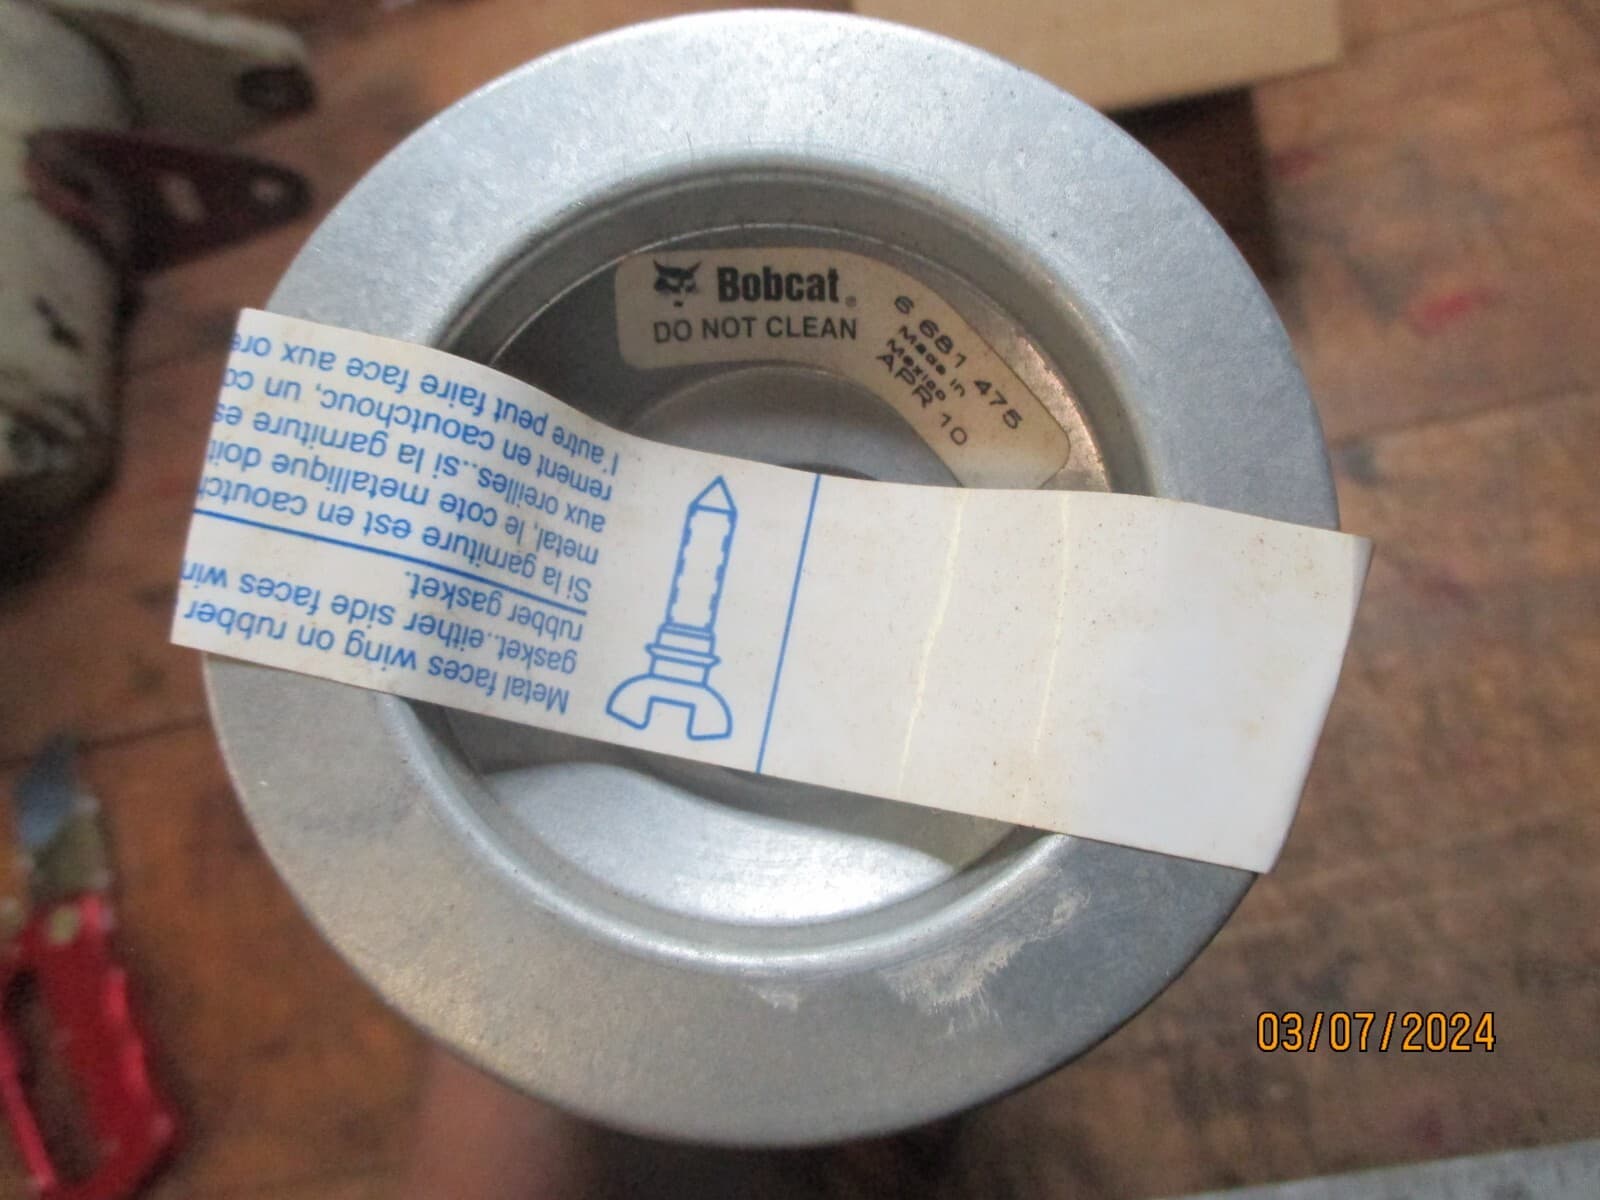 Bobcat®
DO NOT CLEAN
6 681 475
Made in
Mexico
APR 10
Metal faces wing on rubber
gasket..either side faces win
rubber gasket.
Si la garniture est en caoutch
metal, le cote metallique doit
aux oreilles..si la garniture es
rement en caoutchouc, un co
l'autre peut faire face aux ore
03/07/2024